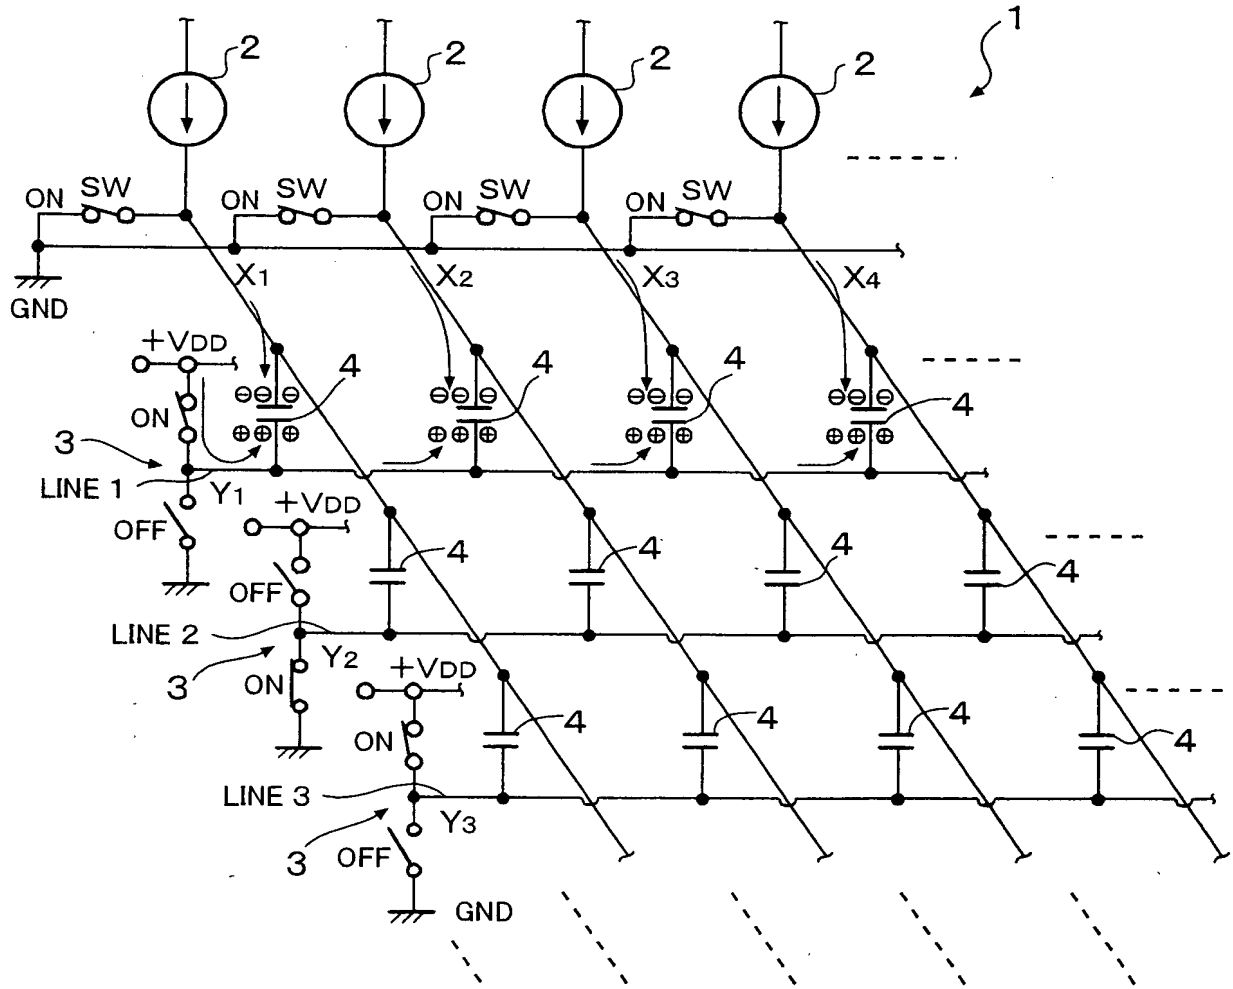 1
2 2 2 2
ON SW ON SW ON SW ON SW
GND
X1 X2 X3 X4
+VDD
4 4 4 4
⊖⊖⊖ ⊖⊖⊖ ⊖⊖⊖ ⊖⊖⊖
ON
⊕⊕⊕ ⊕⊕⊕ ⊕⊕⊕ ⊕⊕⊕
3
LINE 1 Y1
+VDD
OFF
4 4 4 4
OFF
LINE 2
Y2
+VDD
3 ON
4 4 4 4
ON
LINE 3
Y3
3 OFF
GND